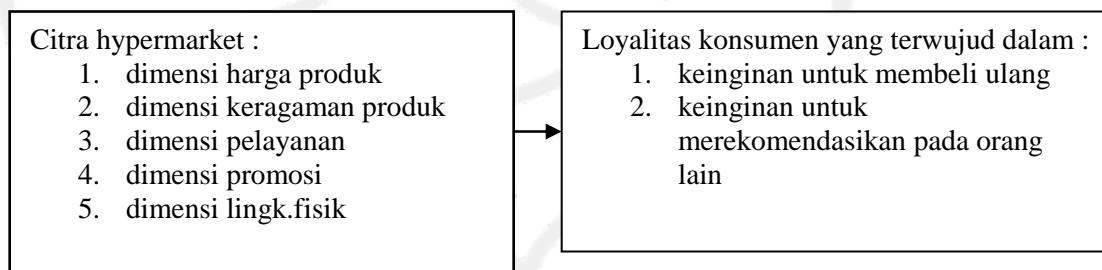 Citra hypermarket :
1. dimensi harga produk
2. dimensi keragaman produk
3. dimensi pelayanan
4. dimensi promosi
5. dimensi lingk.fisik
Loyalitas konsumen yang terwujud dalam :
1. keinginan untuk membeli ulang
2. keinginan untuk
merekomendasikan pada orang
lain